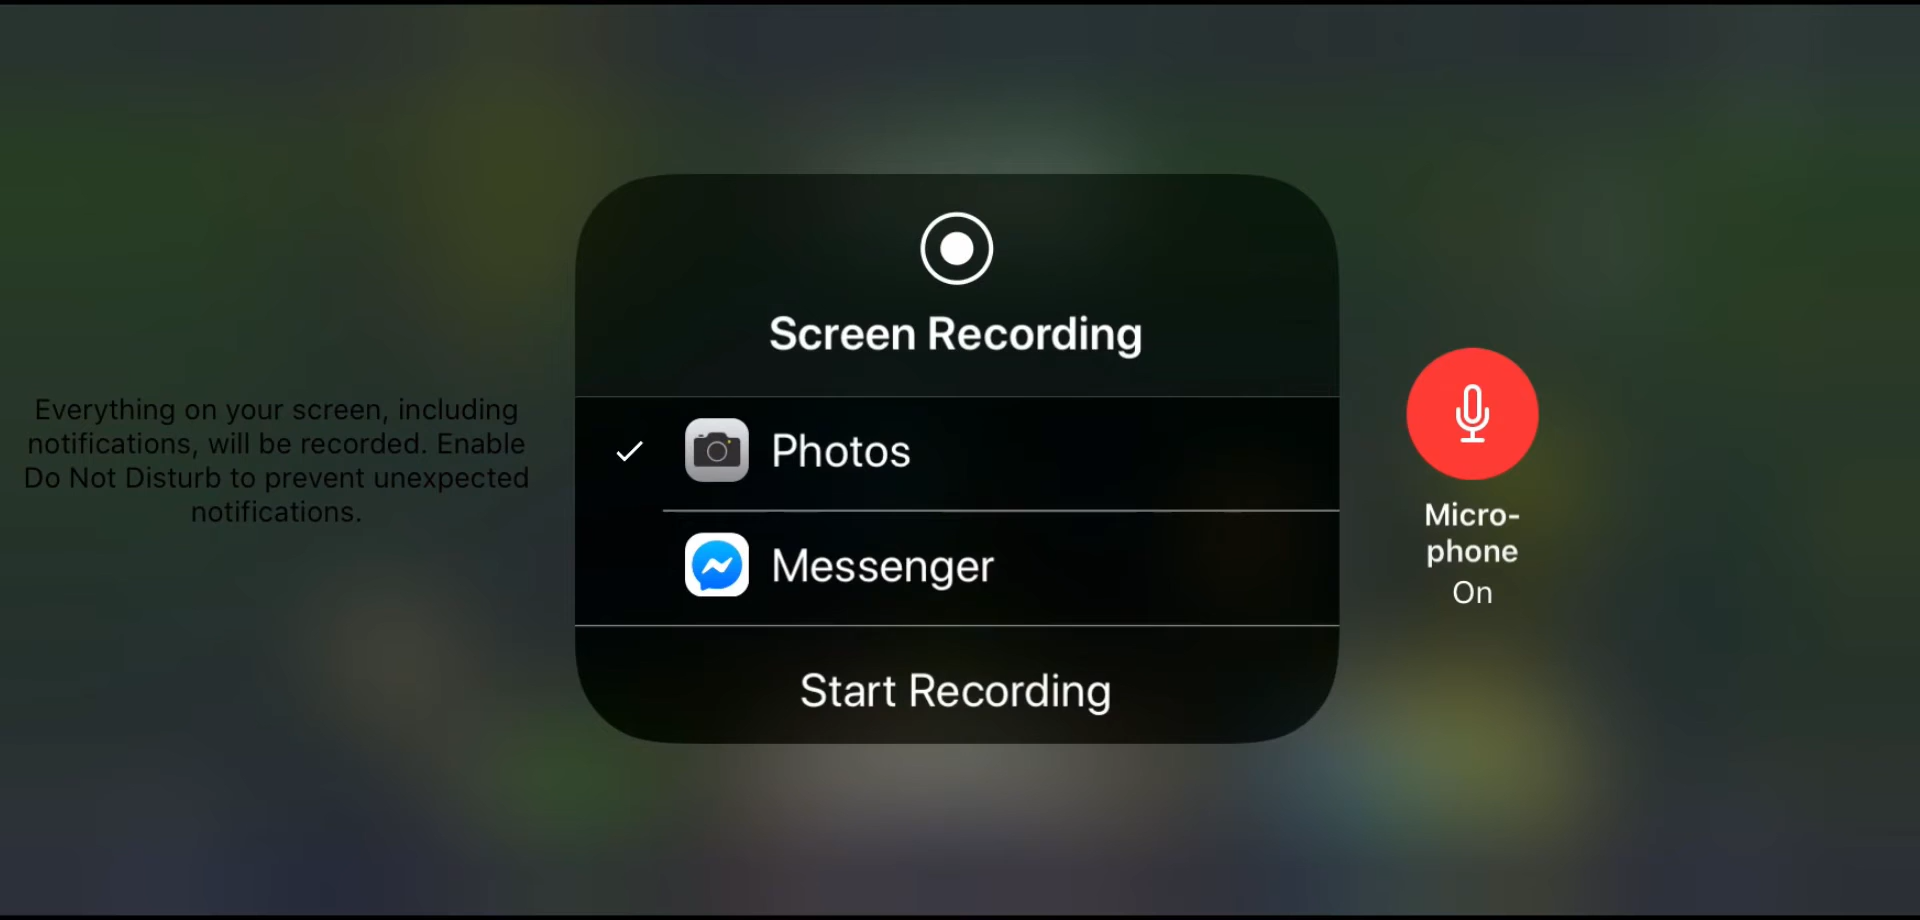 Everything on your screen, including
notifications, will be recorded. Enable
Do Not Disturb to prevent unexpected
notifications.
Screen Recording
Photos
Messenger
Start Recording
Micro-
phone
On